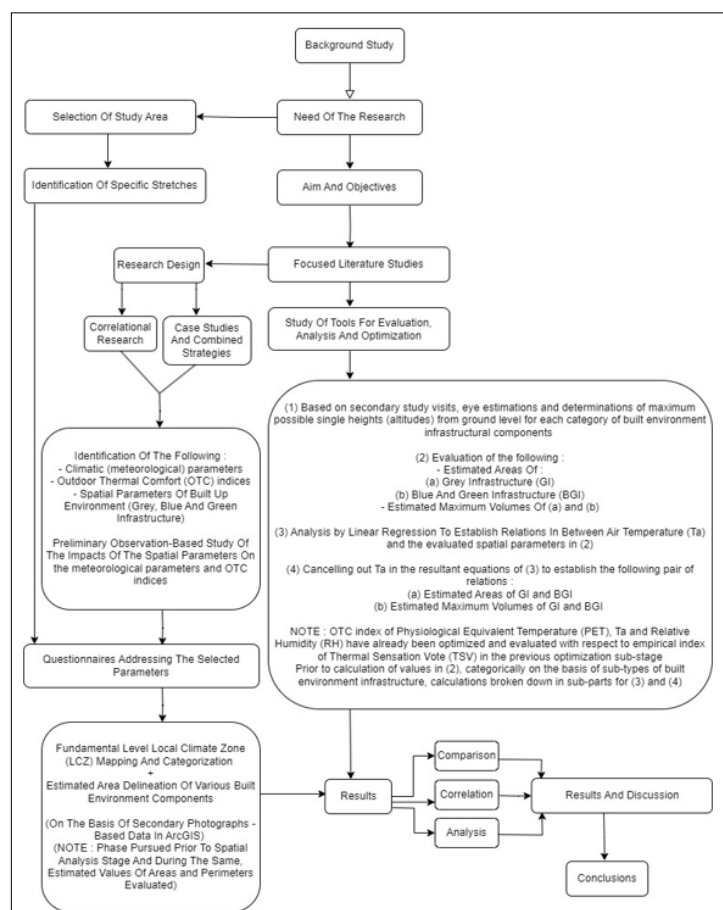 Background Study
Selection Of Study Area
Need Of The Research
Identification Of Specific Stretches
Aim And Objectives
Research Design
Focused Literature Studies
Correlational
Research
Case Studies
And Combined
Strategies
Study Of Tools For Evaluation,
Analysis And Optimization
Identification Of The Following :
- Climatic (meteorological) parameters
- Outdoor Thermal Comfort (OTC) indices
- Spatial Parameters Of Built Up
Environment (Grey, Blue And Green
Infrastructure)
Preliminary Observation-Based Study Of
The Impacts Of The Spatial Parameters On
the meteorological parameters and OTC
indices
(1) Based on secondary study visits, eye estimations and determinations of maximum
possible single heights (altitudes) from ground level for each category of built environment
infrastructural components
(2) Evaluation of the following :
- Estimated Areas Of :
(a) Grey Infrastructure (GI)
(b) Blue And Green Infrastructure (BGI)
- Estimated Maximum Volumes Of (a) and (b)
(3) Analysis by Linear Regression To Establish Relations In Between Air Temperature (Ta)
and the evaluated spatial parameters in (2)
(4) Cancelling out Ta in the resultant equations of (3) to establish the following pair of
relations :
(a) Estimated Areas of GI and BGI
(b) Estimated Maximum Volumes of GI and BGI
NOTE : OTC index of Physiological Equivalent Temperature (PET), Ta and Relative
Humidity (RH) have already been optimized and evaluated with respect to empirical index
of Thermal Sensation Vote (TSV) in the previous optimization sub-stage
Prior to calculation of values in (2), categorically on the basis of sub-types of built
environment infrastructure, calculations broken down in sub-parts for (3) and (4)
Questionnaires Addressing The Selected
Parameters
Fundamental Level Local Climate Zone
(LCZ) Mapping And Categorization
+
Estimated Area Delineation Of Various Built
Environment Components
(On The Basis Of Secondary Photographs -
Based Data In ArcGIS)
(NOTE : Phase Pursued Prior To Spatial
Analysis Stage And During The Same,
Estimated Values Of Areas and Perimeters
Evaluated)
Results
Comparison
Correlation
Analysis
Results And Discussion
Conclusions